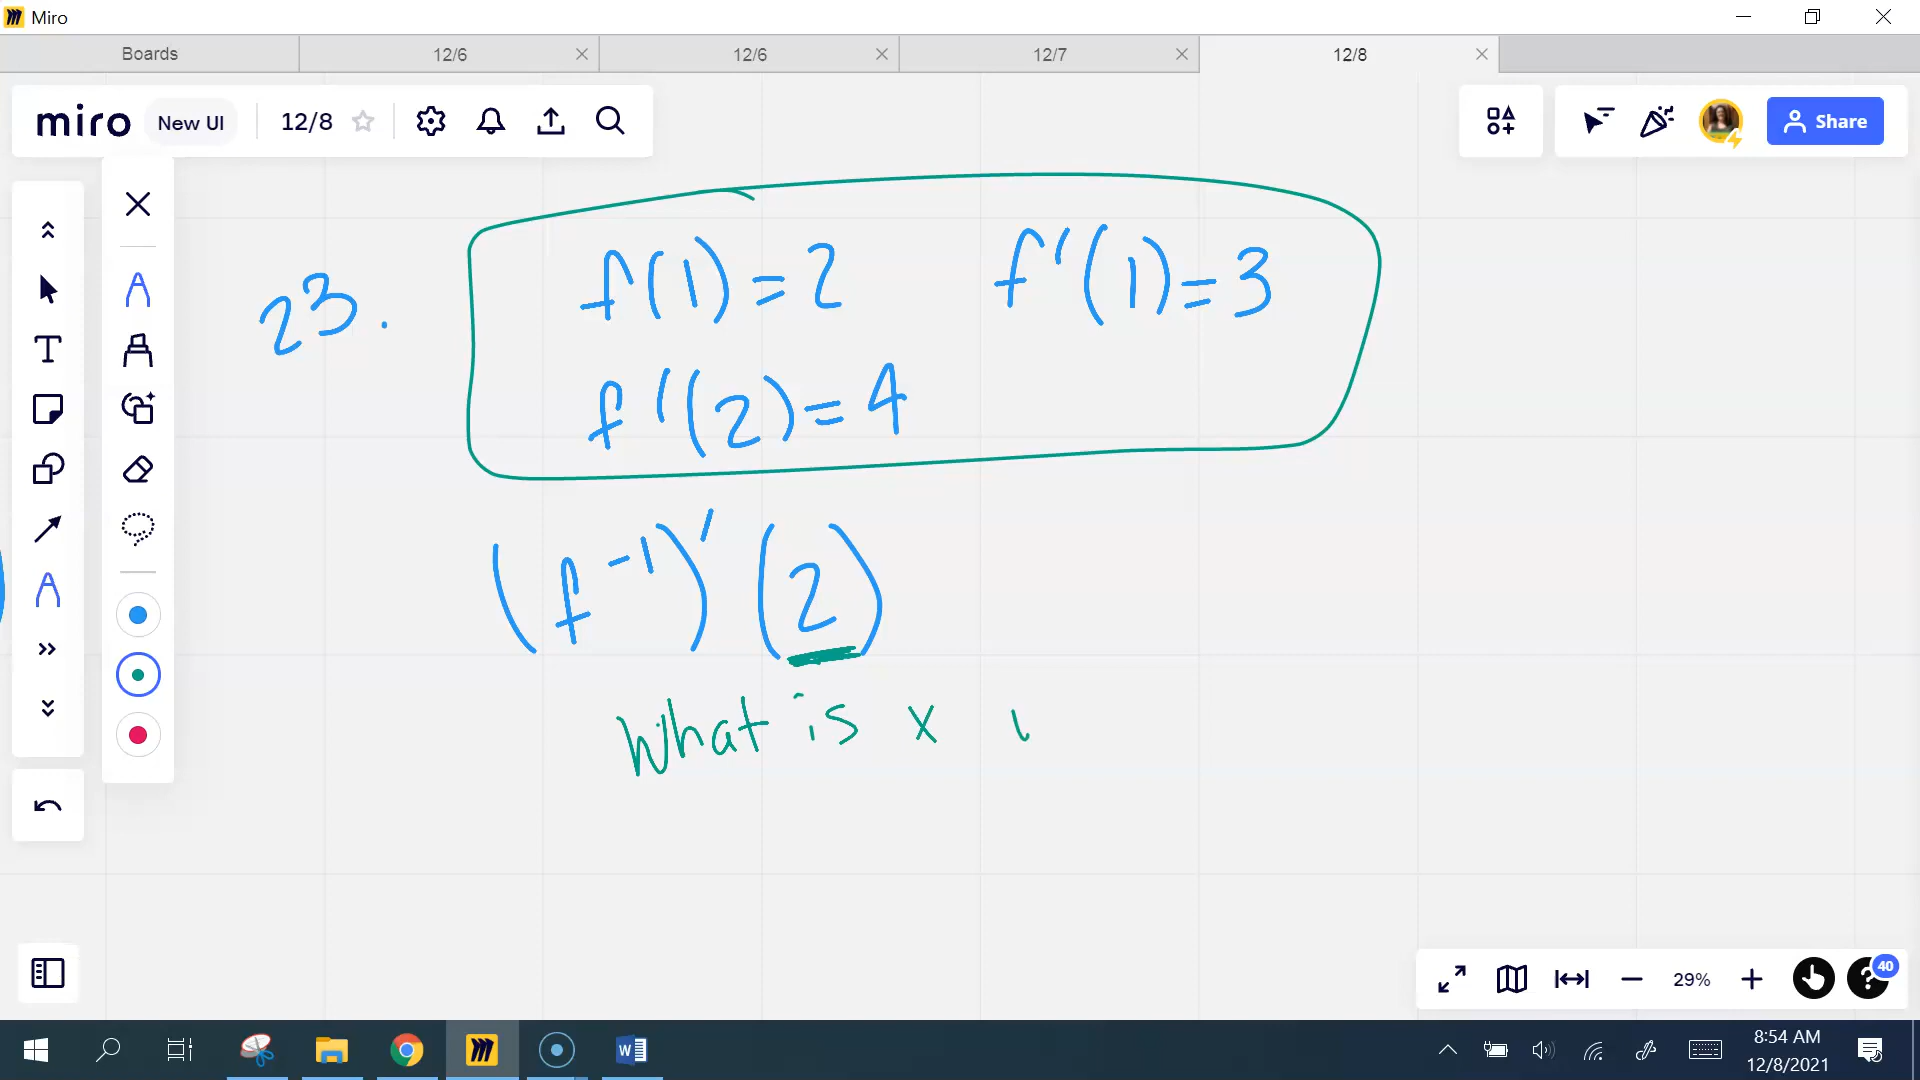 Miro
Boards 12/6 12/6 12/7 12/8
miro New UI 12/8 Share
23. f(1)=2 f'(1)=3
f'(2)=4
(f⁻¹)'(2)
What is x
29% 40
8:54 AM
12/8/2021